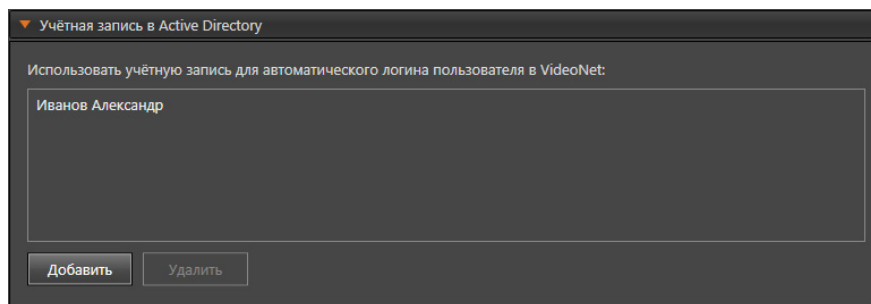 Учётная запись в Active Directory
Использовать учётную запись для автоматического логина пользователя в VideoNet:
Иванов Александр
Добавить Удалить